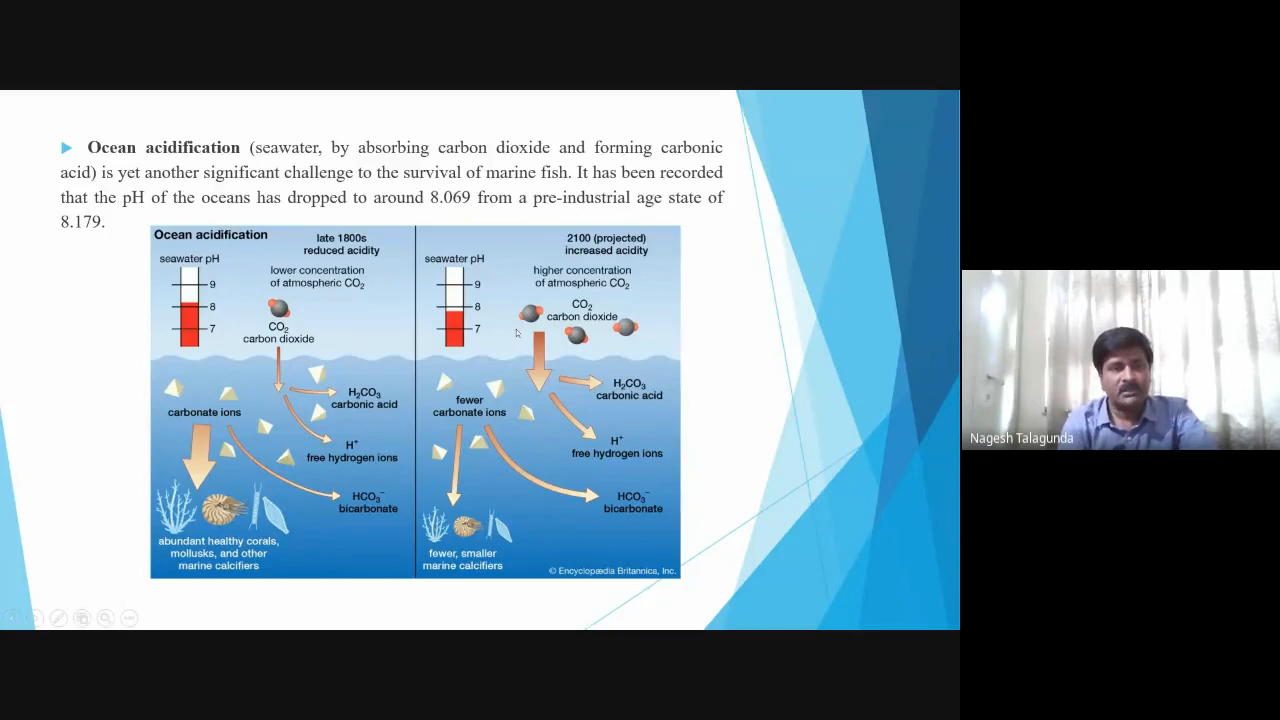 Ocean acidification (seawater, by absorbing carbon dioxide and forming carbonic
acid) is yet another significant challenge to the survival of marine fish. It has been recorded
that the pH of the oceans has dropped to around 8.069 from a pre-industrial age state of
8.179.
Ocean acidification
late 1800s
reduced acidity
seawater pH
9
8
7
lower concentration
of atmospheric CO₂
CO₂
carbon dioxide
carbonate ions
H₂CO₃
carbonic acid
H⁺
free hydrogen ions
HCO₃⁻
bicarbonate
abundant healthy corals,
mollusks, and other
marine calcifiers
2100 (projected)
increased acidity
seawater pH
9
8
7
higher concentration
of atmospheric CO₂
CO₂
carbon dioxide
fewer
carbonate ions
H₂CO₃
carbonic acid
H⁺
free hydrogen ions
HCO₃⁻
bicarbonate
fewer, smaller
marine calcifiers
© Encyclopædia Britannica, Inc.
Nagesh Talagunda